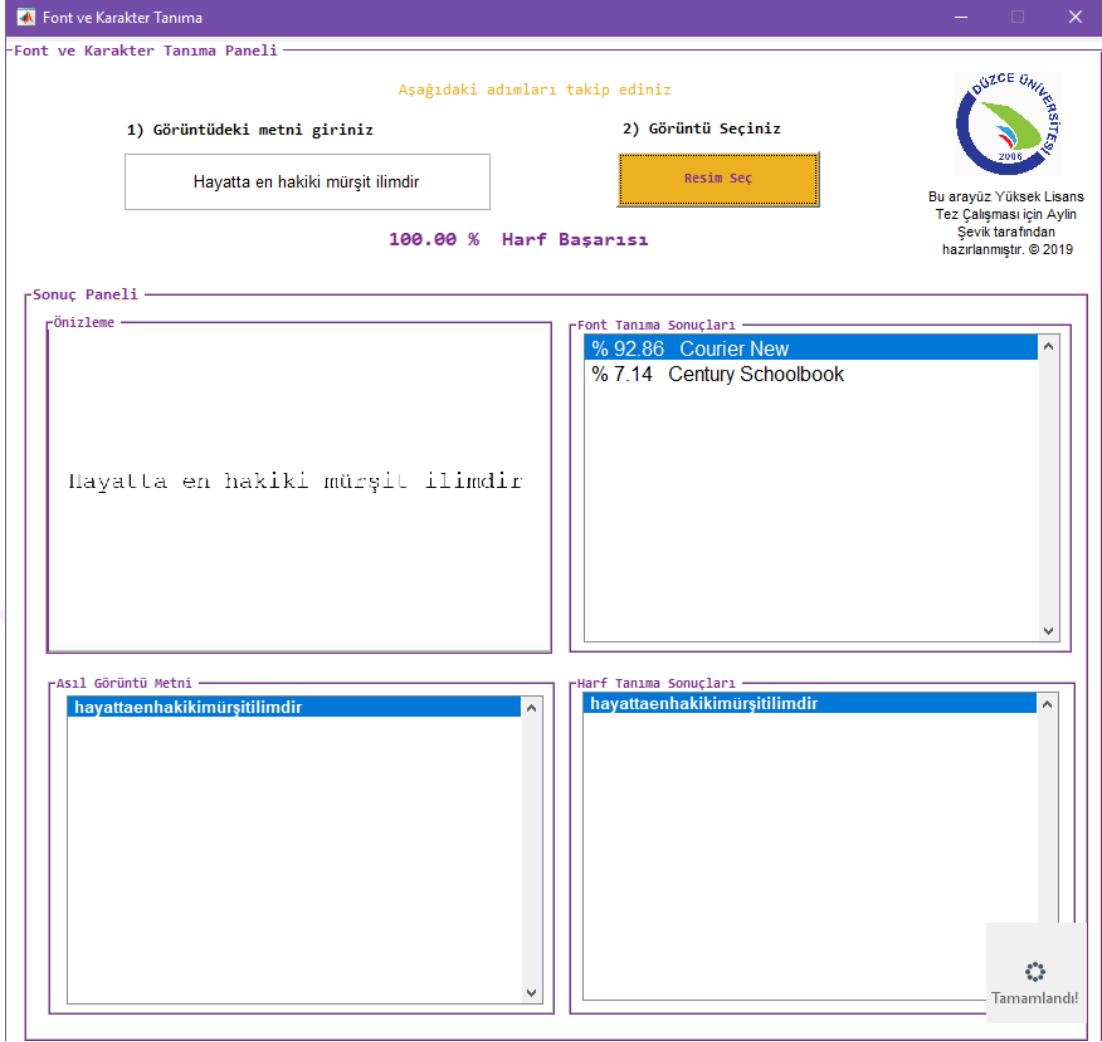 Font ve Karakter Tanıma
Font ve Karakter Tanıma Paneli
Aşağıdaki adımları takip ediniz
1) Görüntüdeki metni giriniz
2) Görüntü Seçiniz
Hayatta en hakiki mürşit ilimdir
Resim Seç
DÜZCE ÜNİVERSİTESİ
2006
Bu arayüz Yüksek Lisans
Tez Çalışması için Aylin
Şevik tarafından
hazırlanmıştır. © 2019
100.00 % Harf Başarısı
Sonuç Paneli
Önizleme
Hayatta en hakiki mürşit ilimdir
Font Tanıma Sonuçları
% 92.86 Courier New
% 7.14 Century Schoolbook
Asıl Görüntü Metni
hayattaenhakikimürşitilimdir
Harf Tanıma Sonuçları
hayattaenhakikimürşitilimdir
Tamamlandı!